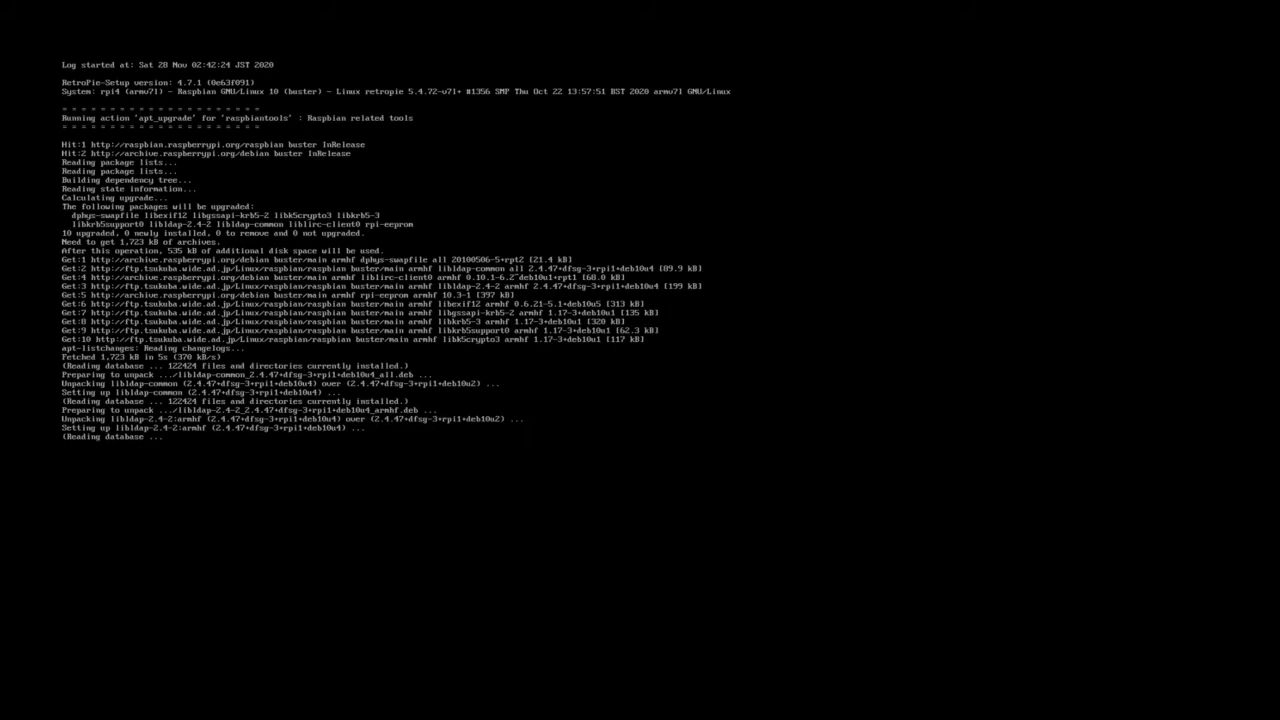 Log started at: Sat 28 Nov 02:42:24 JST 2020
RetroPie-Setup version: 4.7.1 (0e63f091)
System: rpi4 (armv7l) - Raspbian GNU/Linux 10 (buster) - Linux retropie 5.4.72-v7l+ #1356 SMP Thu Oct 22 13:57:51 BST 2020 armv7l GNU/Linux
= = = = = = = = = = = = = = = = = = = = =
Running action 'apt_upgrade' for 'raspbiantools' : Raspbian related tools
= = = = = = = = = = = = = = = = = = = = =
Hit:1 http://raspbian.raspberrypi.org/raspbian buster InRelease
Hit:2 http://archive.raspberrypi.org/debian buster InRelease
Reading package lists...
Reading package lists...
Building dependency tree...
Reading state information...
Calculating upgrade...
The following packages will be upgraded:
dphys-swapfile libexif12 libgssapi-krb5-2 libk5crypto3 libkrb5-3
libkrb5support0 libldap-2.4-2 libldap-common liblirc-client0 rpi-eeprom
10 upgraded, 0 newly installed, 0 to remove and 0 not upgraded.
Need to get 1,723 kB of archives.
After this operation, 535 kB of additional disk space will be used.
Get:1 http://archive.raspberrypi.org/debian buster/main armhf dphys-swapfile all 20100506-5+rpt2 [21.4 kB]
Get:2 http://ftp.tsukuba.wide.ad.jp/Linux/raspbian/raspbian buster/main armhf libldap-common all 2.4.47+dfsg-3+rpi1+deb10u4 [89.9 kB]
Get:4 http://archive.raspberrypi.org/debian buster/main armhf liblirc-client0 armhf 0.10.1-6.2~deb10u1+rpt1 [68.0 kB]
Get:3 http://ftp.tsukuba.wide.ad.jp/Linux/raspbian/raspbian buster/main armhf libldap-2.4-2 armhf 2.4.47+dfsg-3+rpi1+deb10u4 [199 kB]
Get:5 http://archive.raspberrypi.org/debian buster/main armhf rpi-eeprom armhf 10.3-1 [397 kB]
Get:6 http://ftp.tsukuba.wide.ad.jp/Linux/raspbian/raspbian buster/main armhf libexif12 armhf 0.6.21-5.1+deb10u5 [313 kB]
Get:7 http://ftp.tsukuba.wide.ad.jp/Linux/raspbian/raspbian buster/main armhf libgssapi-krb5-2 armhf 1.17-3+deb10u1 [135 kB]
Get:8 http://ftp.tsukuba.wide.ad.jp/Linux/raspbian/raspbian buster/main armhf libkrb5-3 armhf 1.17-3+deb10u1 [320 kB]
Get:9 http://ftp.tsukuba.wide.ad.jp/Linux/raspbian/raspbian buster/main armhf libkrb5support0 armhf 1.17-3+deb10u1 [62.3 kB]
Get:10 http://ftp.tsukuba.wide.ad.jp/Linux/raspbian/raspbian buster/main armhf libk5crypto3 armhf 1.17-3+deb10u1 [117 kB]
apt-listchanges: Reading changelogs...
Fetched 1,723 kB in 5s (370 kB/s)
(Reading database ... 122424 files and directories currently installed.)
Preparing to unpack .../libldap-common_2.4.47+dfsg-3+rpi1+deb10u4_all.deb ...
Unpacking libldap-common (2.4.47+dfsg-3+rpi1+deb10u4) over (2.4.47+dfsg-3+rpi1+deb10u2) ...
Setting up libldap-common (2.4.47+dfsg-3+rpi1+deb10u4) ...
(Reading database ... 122424 files and directories currently installed.)
Preparing to unpack .../libldap-2.4-2_2.4.47+dfsg-3+rpi1+deb10u4_armhf.deb ...
Unpacking libldap-2.4-2:armhf (2.4.47+dfsg-3+rpi1+deb10u4) over (2.4.47+dfsg-3+rpi1+deb10u2) ...
Setting up libldap-2.4-2:armhf (2.4.47+dfsg-3+rpi1+deb10u4) ...
(Reading database ...